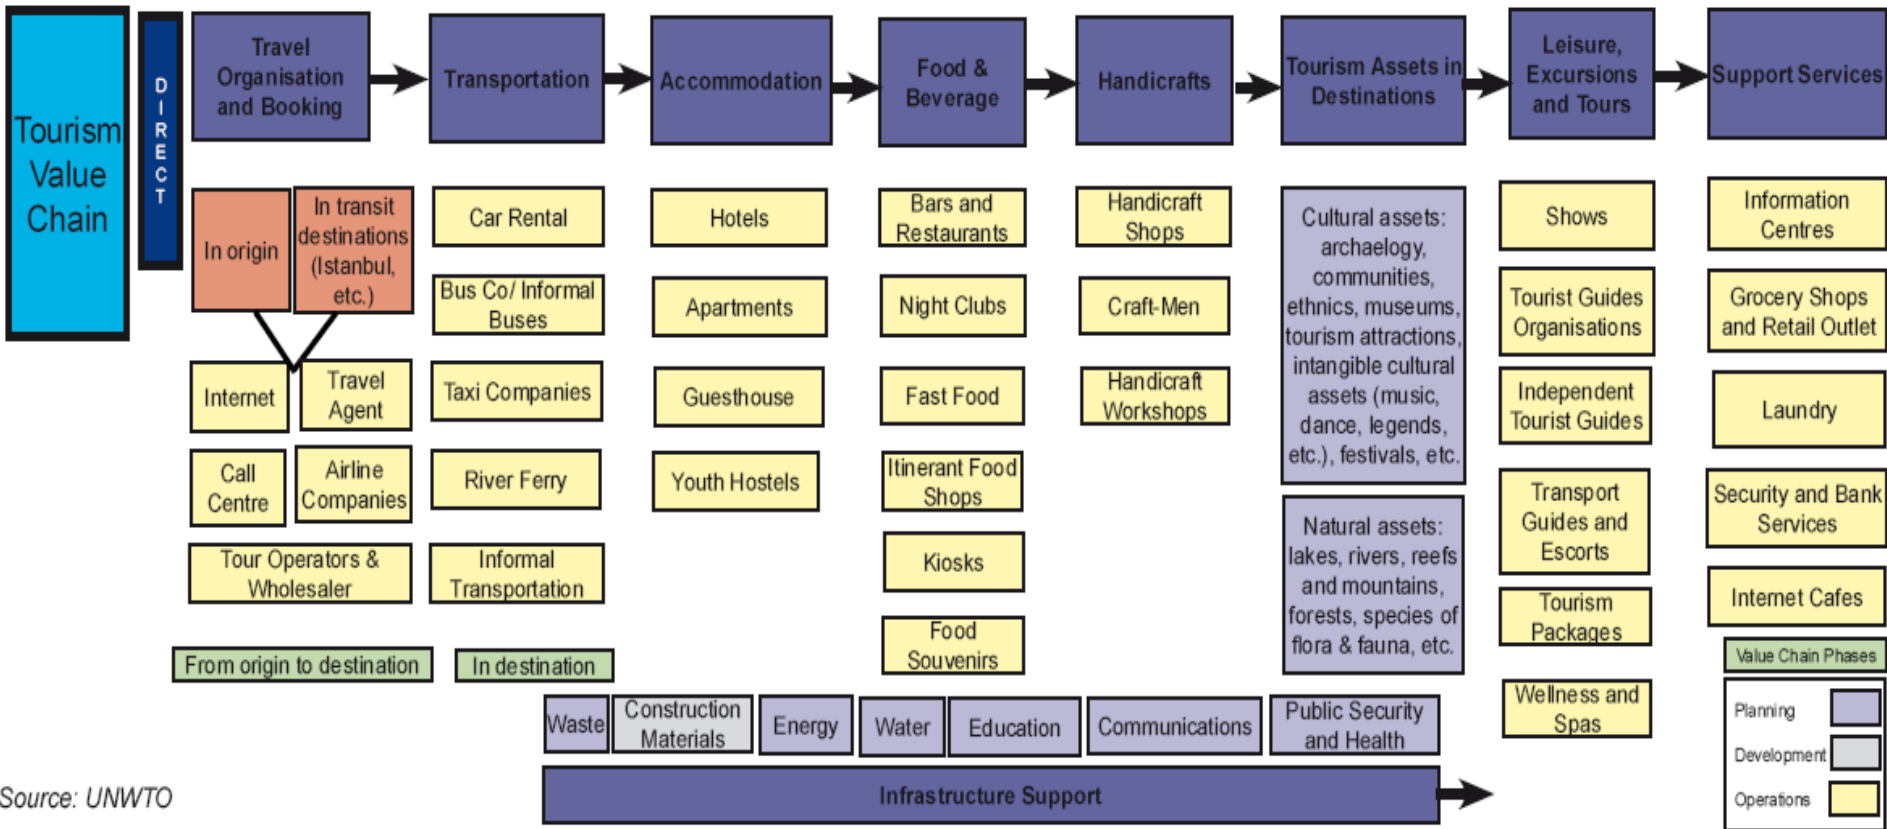 Tourism
Value
Chain
D
I
R
E
C
T
Travel
Organisation
and Booking
Transportation
Accommodation
Food &
Beverage
Handicrafts
Tourism Assets in
Destinations
Leisure,
Excursions
and Tours
Support Services
In origin
In transit
destinations
(Istanbul,
etc.)
Internet
Travel
Agent
Call
Centre
Airline
Companies
Tour Operators &
Wholesaler
Car Rental
Bus Co/ Informal
Buses
Taxi Companies
River Ferry
Informal
Transportation
Hotels
Apartments
Guesthouse
Youth Hostels
Bars and
Restaurants
Night Clubs
Fast Food
Itinerant Food
Shops
Kiosks
Food
Souvenirs
Handicraft
Shops
Craft-Men
Handicraft
Workshops
Cultural assets:
archaelogy,
communities,
ethnics, museums,
tourism attractions,
intangible cultural
assets (music,
dance, legends,
etc.), festivals, etc.
Natural assets:
lakes, rivers, reefs
and mountains,
forests, species of
flora & fauna, etc.
Shows
Tourist Guides
Organisations
Independent
Tourist Guides
Transport
Guides and
Escorts
Tourism
Packages
Wellness and
Spas
Information
Centres
Grocery Shops
and Retail Outlet
Laundry
Security and Bank
Services
Internet Cafes
From origin to destination
In destination
Value Chain Phases
Planning
Development
Operations
Waste
Construction
Materials
Energy
Water
Education
Communications
Public Security
and Health
Infrastructure Support
Source: UNWTO